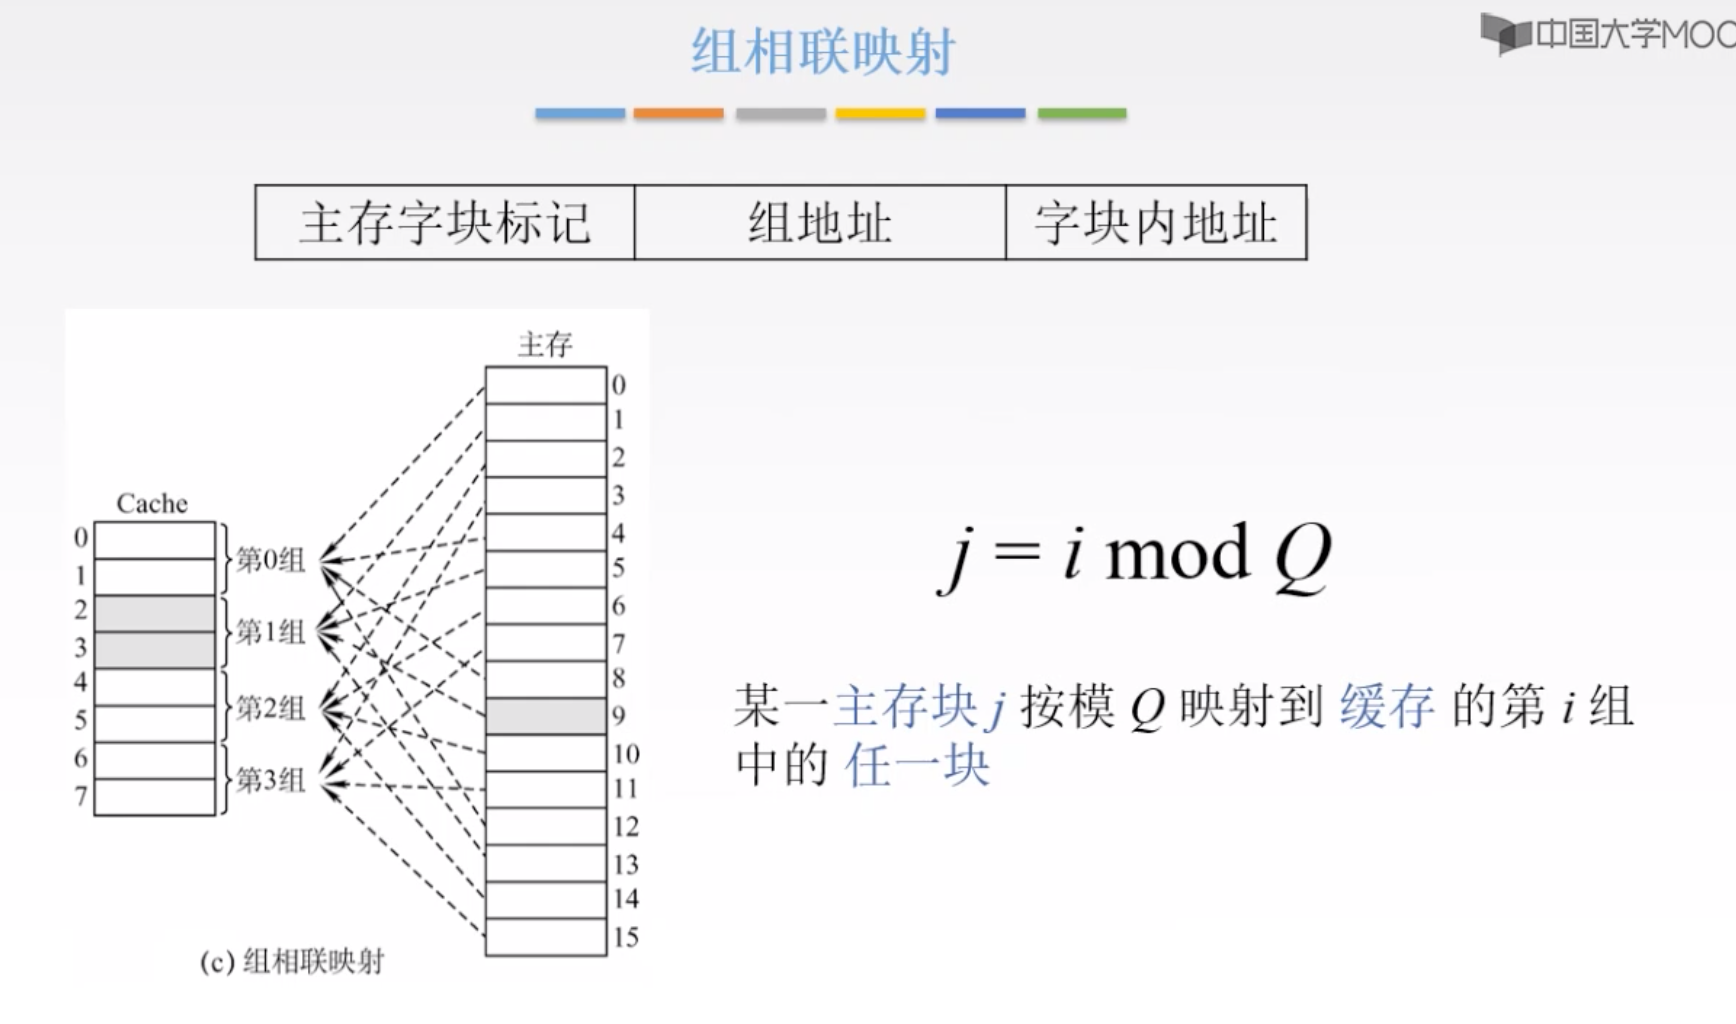 组相联映射
中国大学MOO
主存字块标记 组地址 字块内地址
主存
0
1
2
3
4
5
6
7
8
9
10
11
12
13
14
15
Cache
0
1
2
3
4
5
6
7
第0组
第1组
第2组
第3组
(c) 组相联映射
j = i mod Q
某一主存块 j 按模 Q 映射到 缓存 的第 i 组
中的 任一块